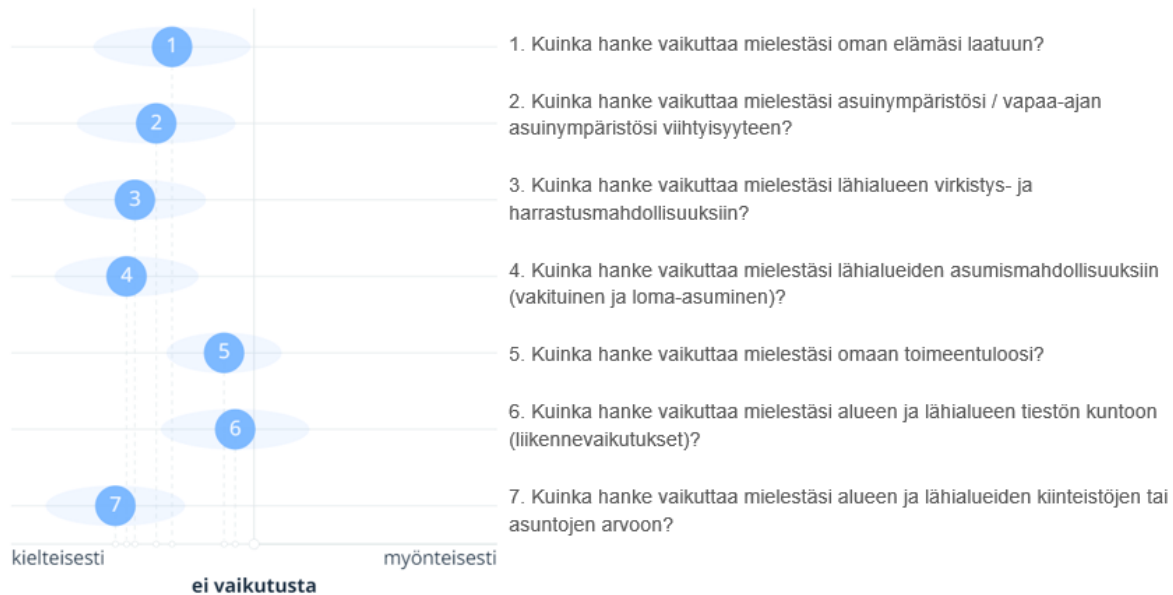 1
1. Kuinka hanke vaikuttaa mielestäsi oman elämäsi laatuun?
2
2. Kuinka hanke vaikuttaa mielestäsi asuinympäristösi / vapaa-ajan
asuinympäristösi viihtyisyyteen?
3
3. Kuinka hanke vaikuttaa mielestäsi lähialueen virkistys- ja
harrastusmahdollisuuksiin?
4
4. Kuinka hanke vaikuttaa mielestäsi lähialueiden asumismahdollisuuksiin
(vakituinen ja loma-asuminen)?
5
5. Kuinka hanke vaikuttaa mielestäsi omaan toimeentuloosi?
6
6. Kuinka hanke vaikuttaa mielestäsi alueen ja lähialueen tiestön kuntoon
(liikennevaikutukset)?
7
7. Kuinka hanke vaikuttaa mielestäsi alueen ja lähialueiden kiinteistöjen tai
asuntojen arvoon?
kielteisesti
myönteisesti
ei vaikutusta